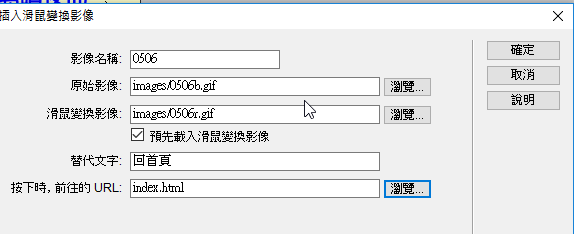 插入滑鼠變換影像
影像名稱: 0506
確定
原始影像: images/0506b.gif 瀏覽...
取消
滑鼠變換影像: images/0506r.gif 瀏覽...
說明
預先載入滑鼠變換影像
替代文字: 回首頁
按下時, 前往的 URL: index.html 瀏覽...